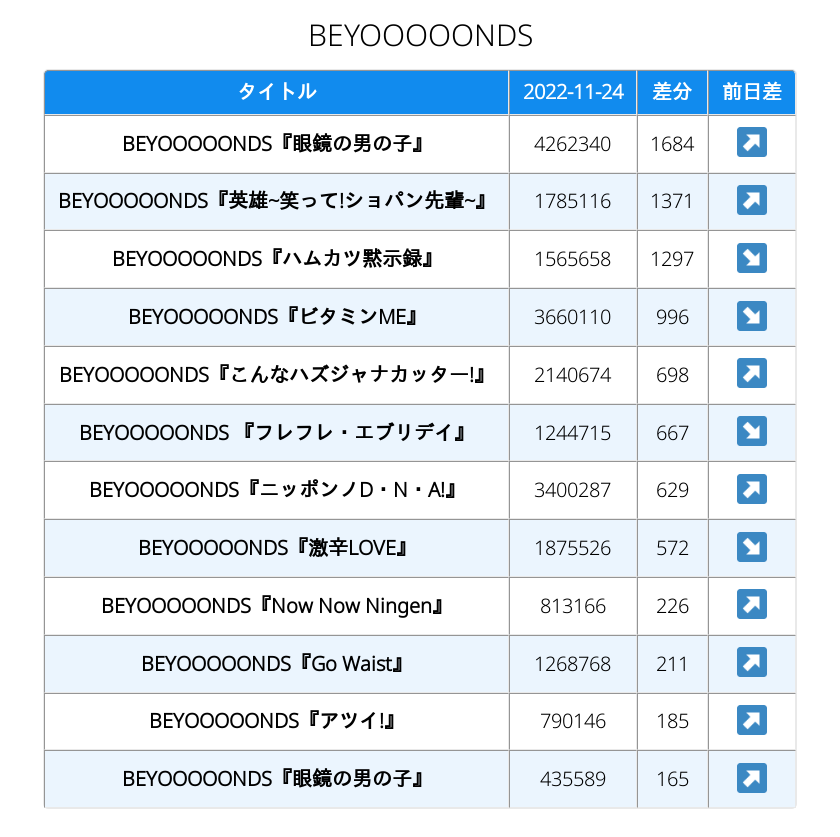 BEYOOOOONDS
タイトル 2022-11-24 差分 前日差
BEYOOOOONDS『眼鏡の男の子』 4262340 1684
BEYOOOOONDS『英雄~笑って!ショパン先輩~』 1785116 1371
BEYOOOOONDS『ハムカツ黙示録』 1565658 1297
BEYOOOOONDS『ビタミンME』 3660110 996
BEYOOOOONDS『こんなハズジャナカッター!』 2140674 698
BEYOOOOONDS 『フレフレ・エブリデイ』 1244715 667
BEYOOOOONDS『ニッポンノD・N・A!』 3400287 629
BEYOOOOONDS『激辛LOVE』 1875526 572
BEYOOOOONDS『Now Now Ningen』 813166 226
BEYOOOOONDS『Go Waist』 1268768 211
BEYOOOOONDS『アツイ!』 790146 185
BEYOOOOONDS『眼鏡の男の子』 435589 165